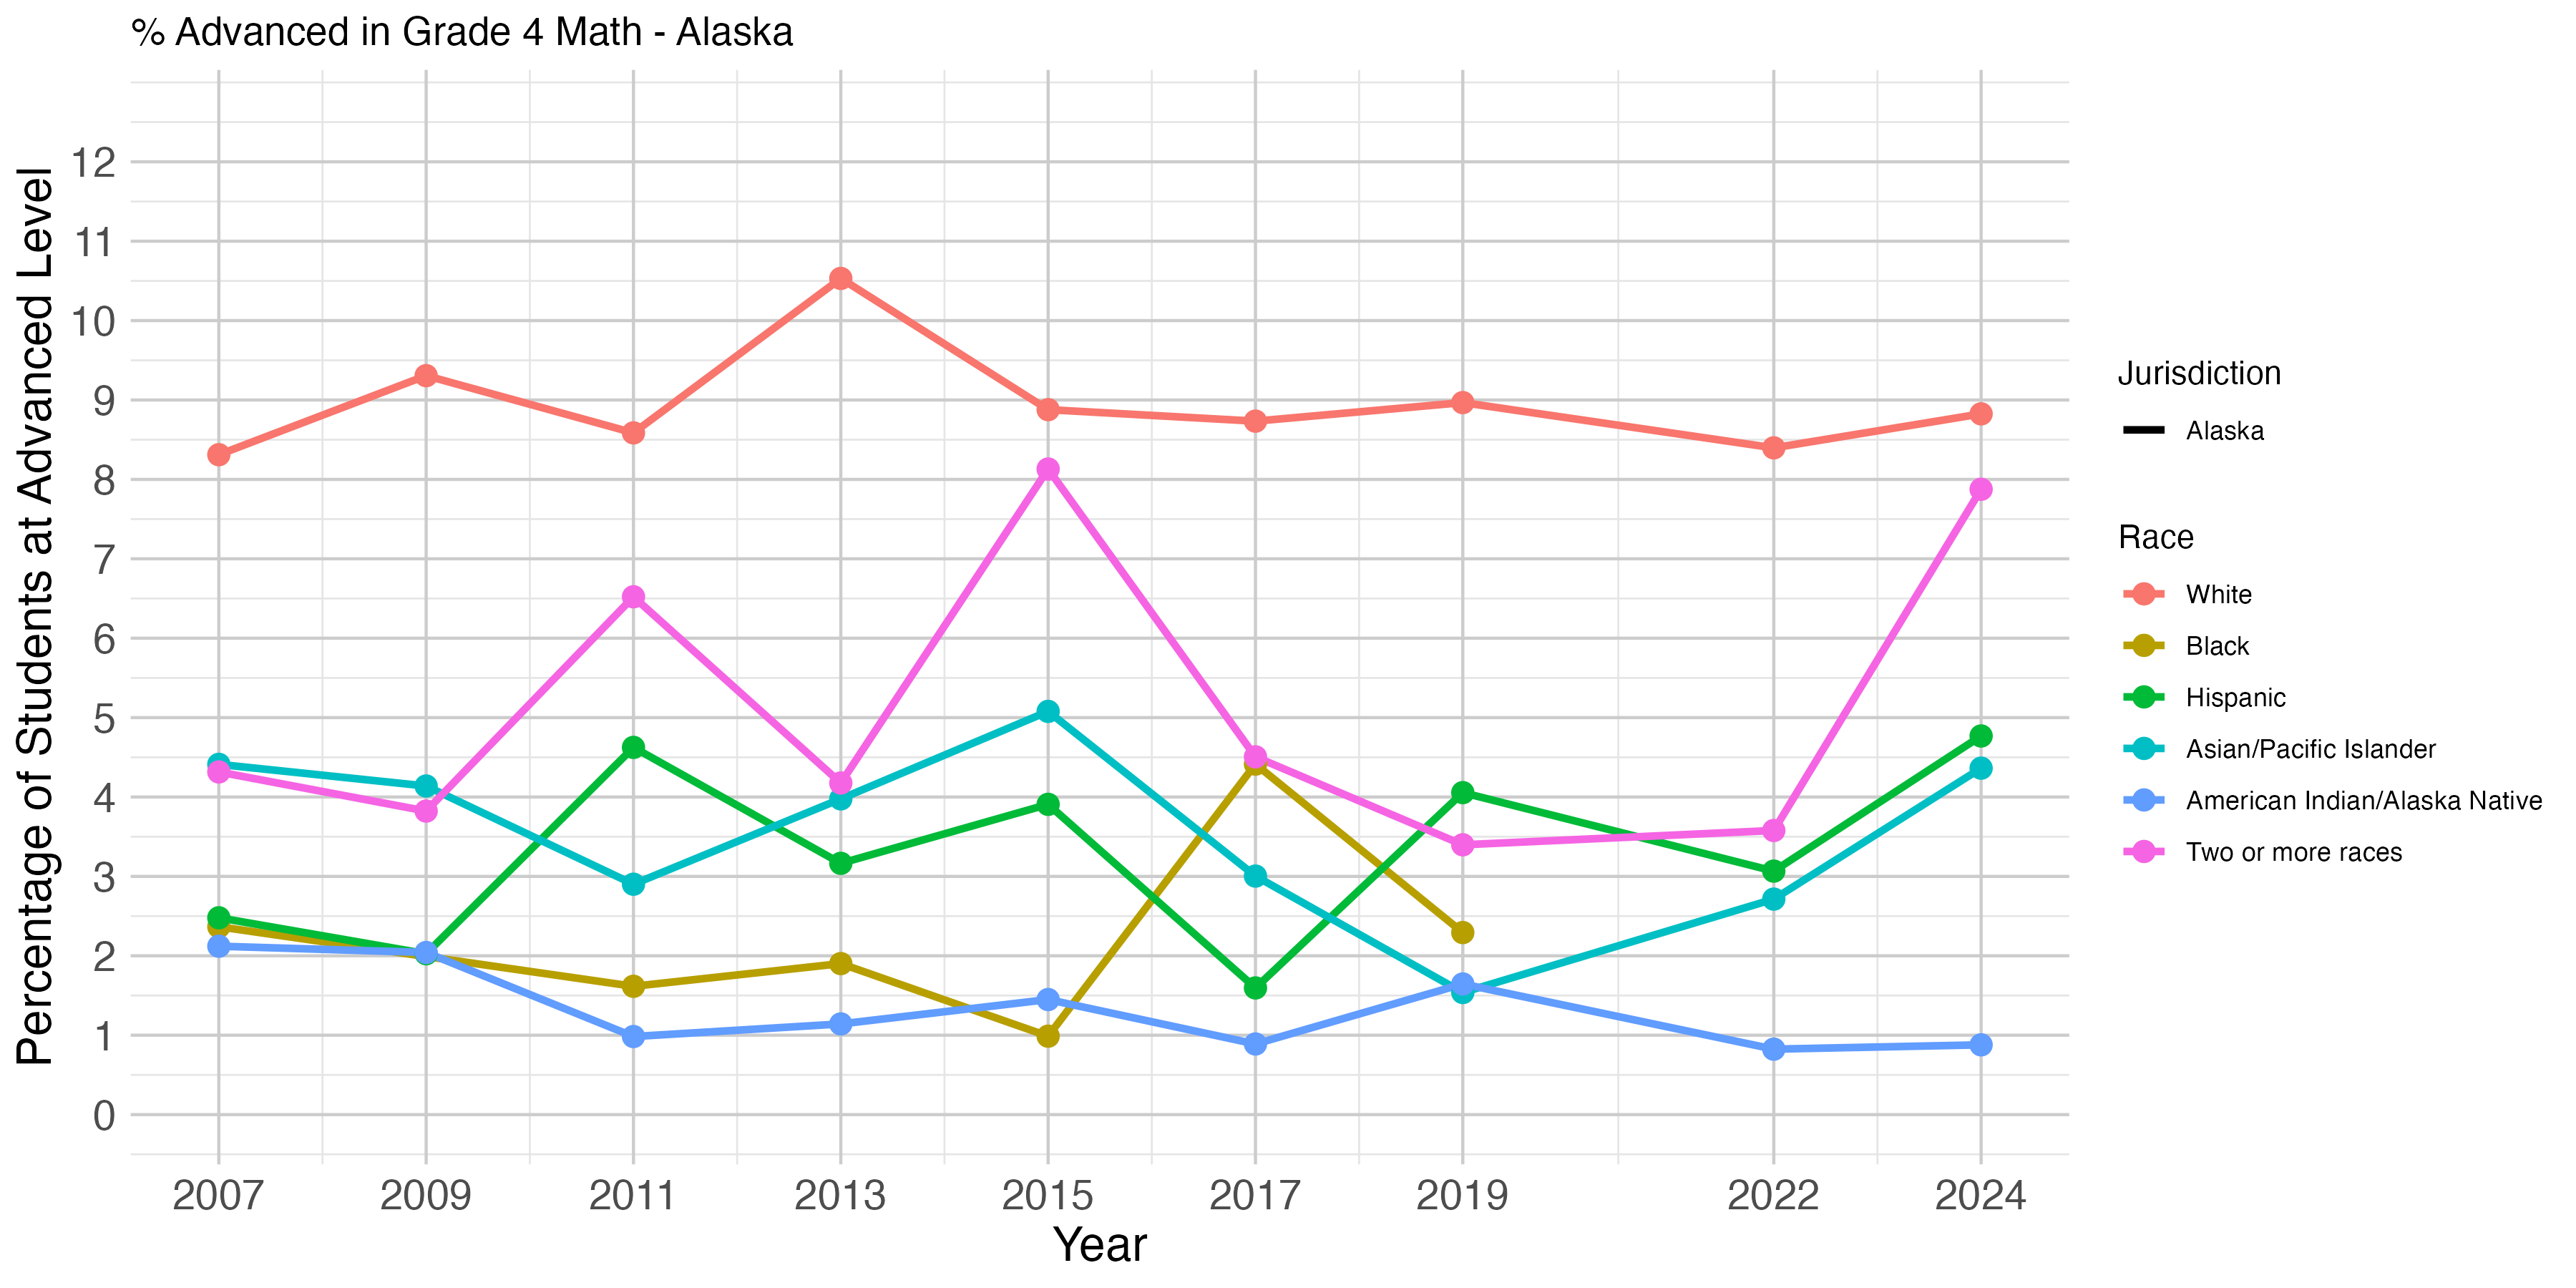 % Advanced in Grade 4 Math - Alaska
Percentage of Students at Advanced Level
12
11
10
9
8
7
6
5
4
3
2
1
0
2007 2009 2011 2013 2015 2017 2019 2022 2024
Year
Jurisdiction
Alaska
Race
White
Black
Hispanic
Asian/Pacific Islander
American Indian/Alaska Native
Two or more races